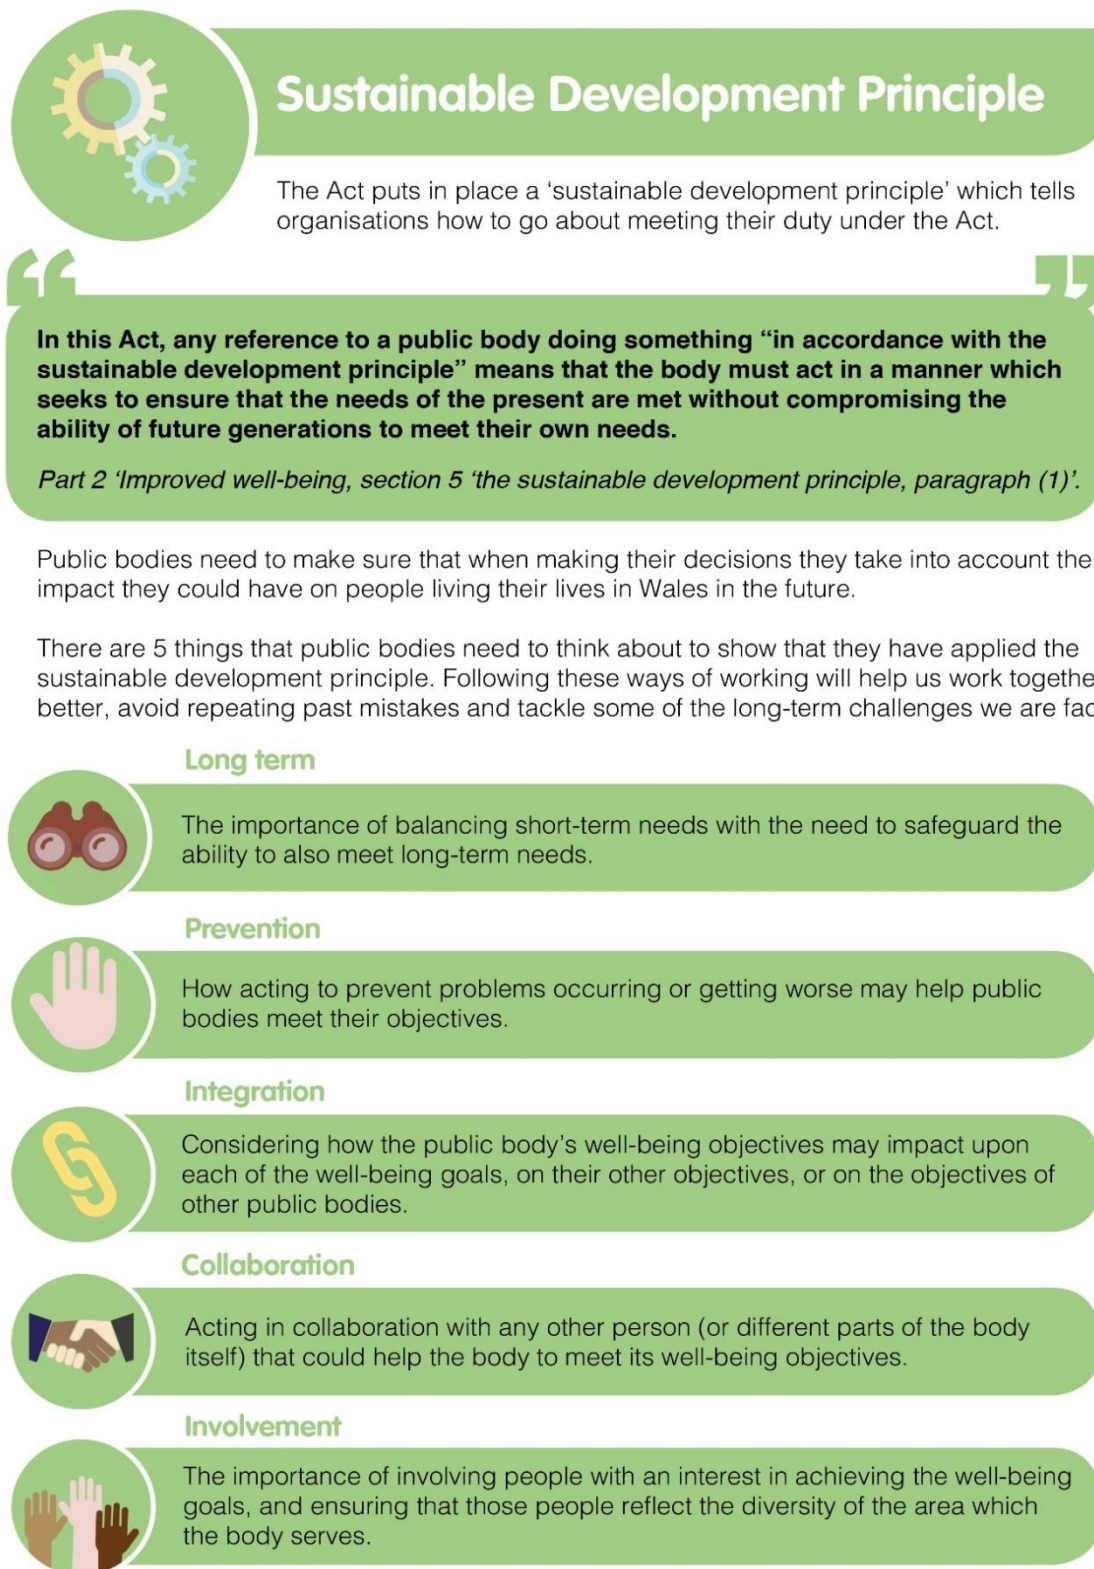 Sustainable Development Principle
The Act puts in place a ‘sustainable development principle’ which tells
organisations how to go about meeting their duty under the Act.
“
”
In this Act, any reference to a public body doing something “in accordance with the
sustainable development principle” means that the body must act in a manner which
seeks to ensure that the needs of the present are met without compromising the
ability of future generations to meet their own needs.
Part 2 ‘Improved well-being, section 5 ‘the sustainable development principle, paragraph (1)’.
Public bodies need to make sure that when making their decisions they take into account the
impact they could have on people living their lives in Wales in the future.
There are 5 things that public bodies need to think about to show that they have applied the
sustainable development principle. Following these ways of working will help us work togethe
better, avoid repeating past mistakes and tackle some of the long-term challenges we are fac
Long term
The importance of balancing short-term needs with the need to safeguard the
ability to also meet long-term needs.
Prevention
How acting to prevent problems occurring or getting worse may help public
bodies meet their objectives.
Integration
Considering how the public body’s well-being objectives may impact upon
each of the well-being goals, on their other objectives, or on the objectives of
other public bodies.
Collaboration
Acting in collaboration with any other person (or different parts of the body
itself) that could help the body to meet its well-being objectives.
Involvement
The importance of involving people with an interest in achieving the well-being
goals, and ensuring that those people reflect the diversity of the area which
the body serves.